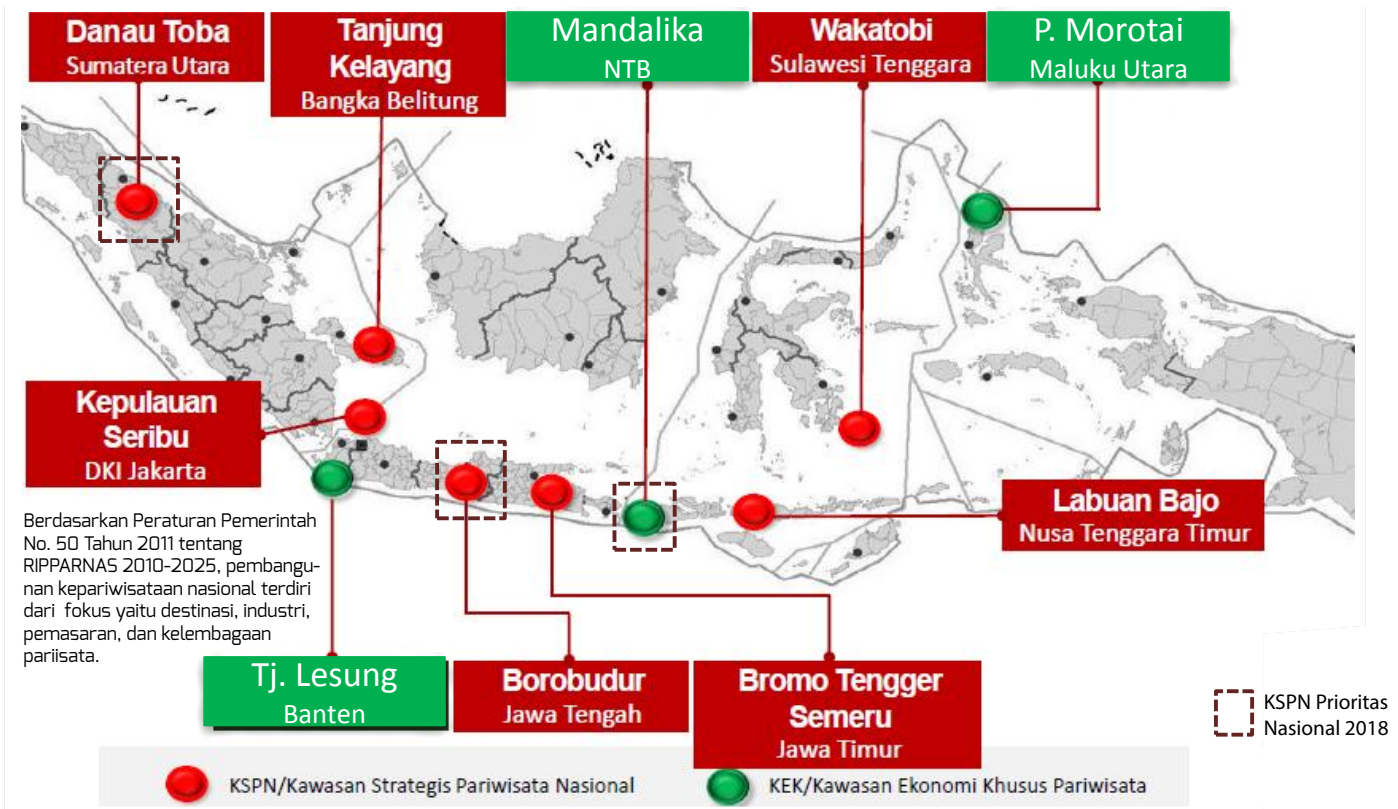 Danau Toba
Sumatera Utara
Tanjung
Kelayang
Bangka Belitung
Mandalika
NTB
Wakatobi
Sulawesi Tenggara
P. Morotai
Maluku Utara
Kepulauan
Seribu
DKI Jakarta
Labuan Bajo
Nusa Tenggara Timur
Berdasarkan Peraturan Pemerintah
No. 50 Tahun 2011 tentang
RIPPARNAS 2010-2025, pembangu-
nan kepariwisataan nasional terdiri
dari fokus yaitu destinasi, industri,
pemasaran, dan kelembagaan
pariisata.
Tj. Lesung
Banten
Borobudur
Jawa Tengah
Bromo Tengger
Semeru
Jawa Timur
KSPN Prioritas
Nasional 2018
KSPN/Kawasan Strategis Pariwisata Nasional
KEK/Kawasan Ekonomi Khusus Pariwisata